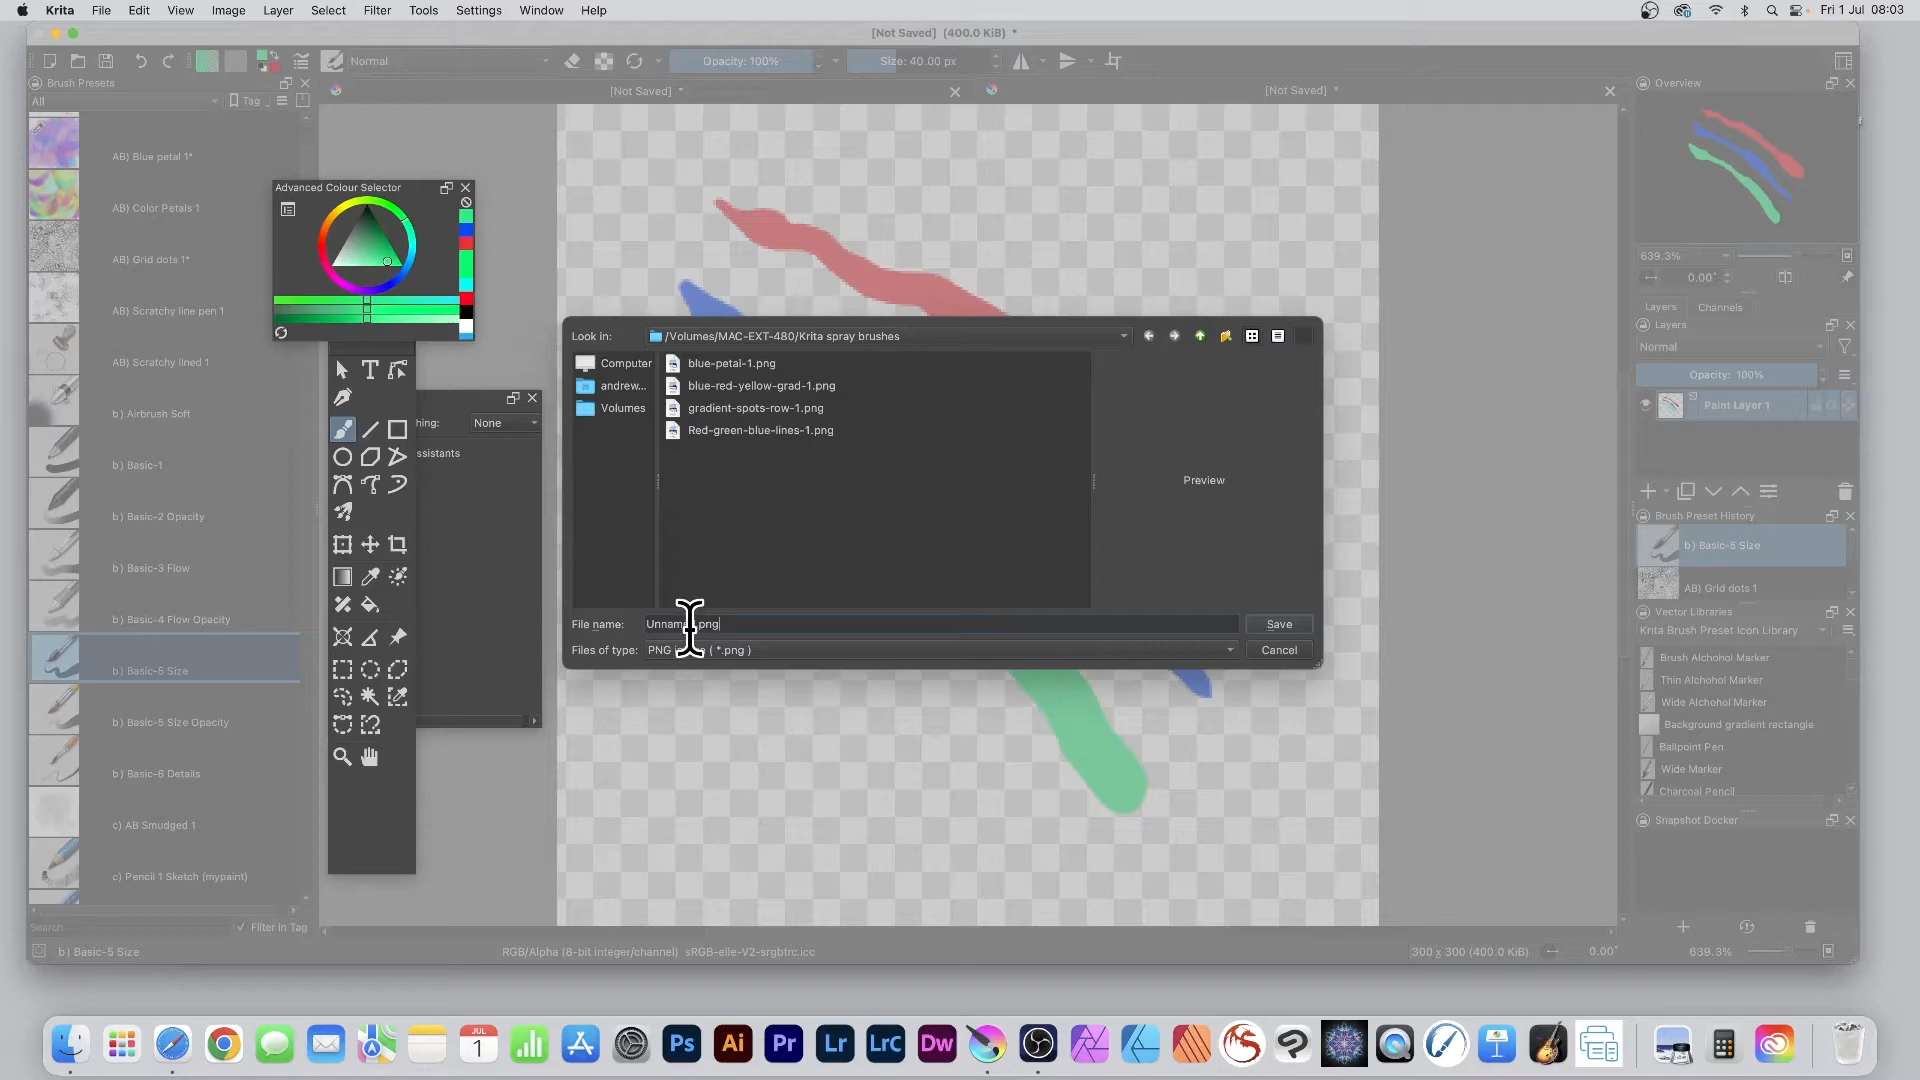 Krita File Edit View Image Layer Select Filter Tools Settings Window Help Fri 1 Jul 08:03
[Not Saved] (400.0 KiB) *
Normal Opacity: 100% Size: 40.00 px
Brush Presets [Not Saved] * [Not Saved] * Overview
All Tag
AB) Blue petal 1*
AB) Color Petals 1
AB) Grid dots 1*
AB) Scratchy line pen 1
AB) Scratchy lined 1
b) Airbrush Soft
b) Basic-1
b) Basic-2 Opacity
b) Basic-3 Flow
b) Basic-4 Flow Opacity
b) Basic-5 Size
b) Basic-5 Size Opacity
b) Basic-6 Details
c) AB Smudged 1
c) Pencil 1 Sketch (mypaint)
Search Filter in Tag
b) Basic-5 Size
Advanced Colour Selector
hing: None
ssistants
Look in: /Volumes/MAC-EXT-480/Krita spray brushes
Computer
andrew...
Volumes
blue-petal-1.png
blue-red-yellow-grad-1.png
gradient-spots-row-1.png
Red-green-blue-lines-1.png
Preview
File name: png Save
Files of type: PNG ( *.png ) Cancel
639.3%
0.00°
Layers Channels
Layers
Normal
Opacity: 100%
Paint Layer 1
Brush Preset History
b) Basic-5 Size
AB) Grid dots 1
Vector Libraries
Krita Brush Preset Icon Library
Brush Alchohol Marker
Thin Alchohol Marker
Wide Alchohol Marker
Background gradient rectangle
Ballpoint Pen
Wide Marker
Charcoal Pencil
Snapshot Docker
RGB/Alpha (8-bit integer/channel) sRGB-elle-V2-srgbtrc.icc 300 x 300 (400.0 KiB) 0.00° 639.3%
JUL
1
Ps Ai Pr Lr LrC Dw